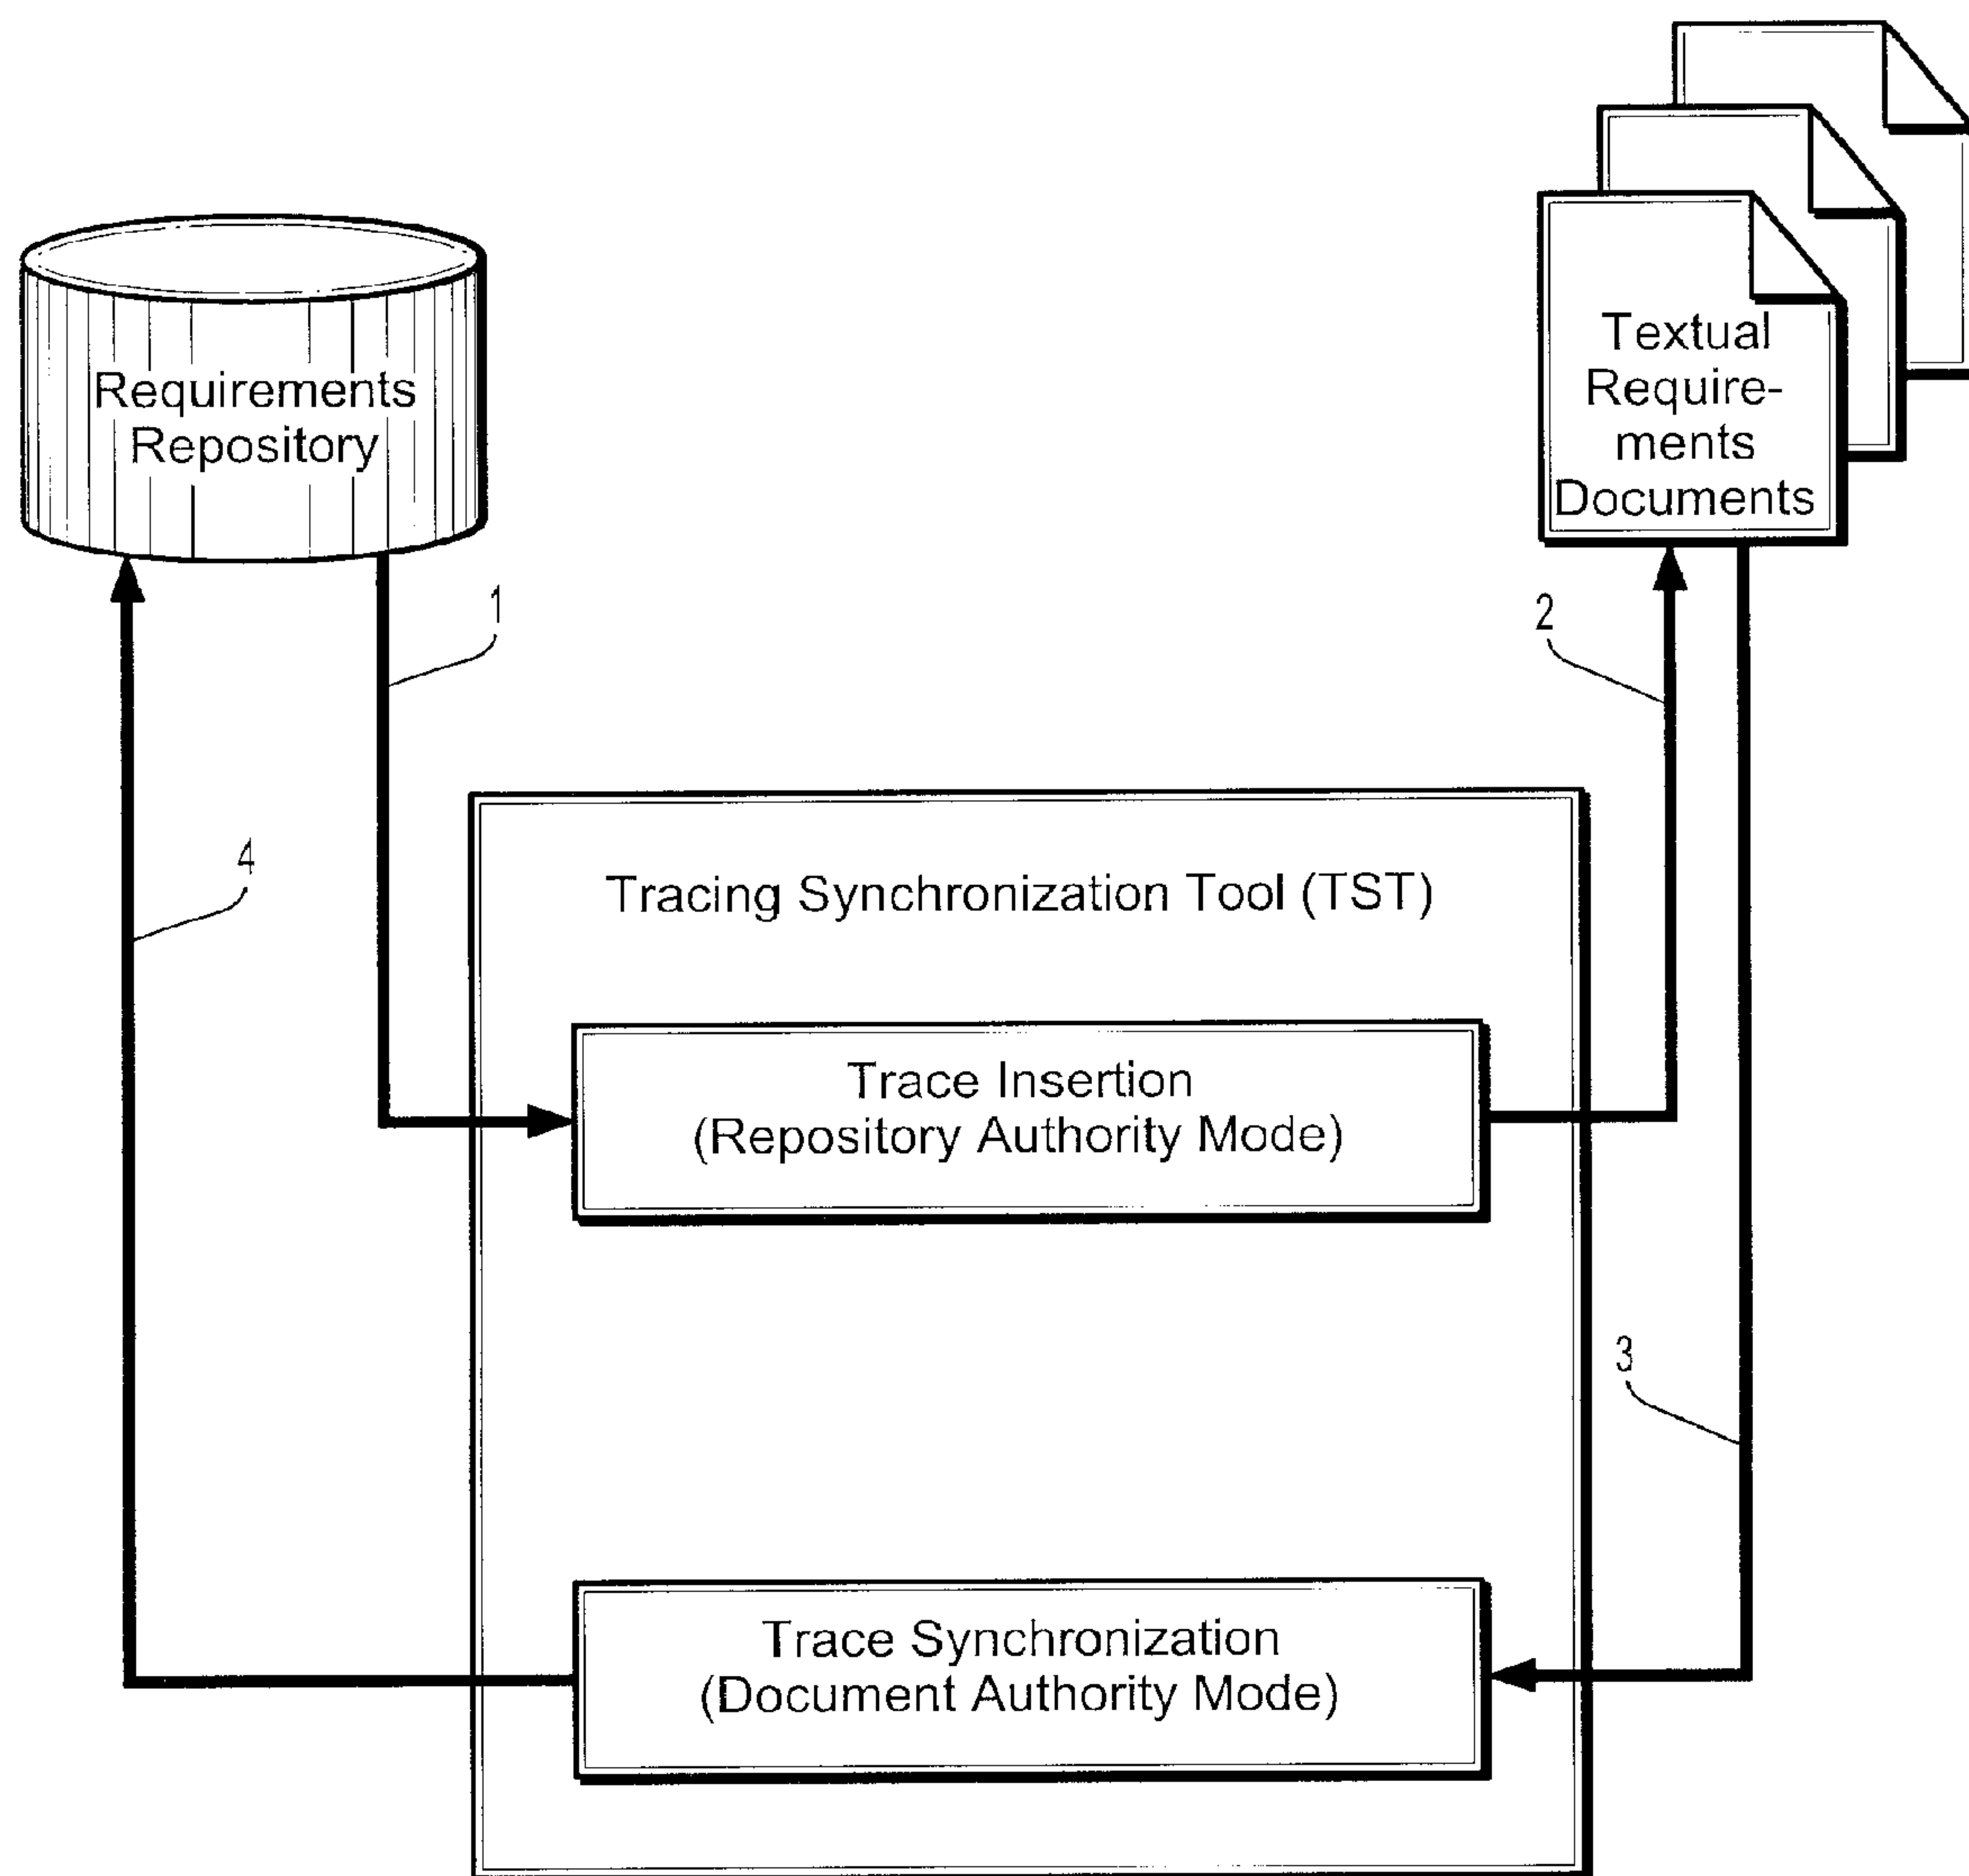 Requirements
Repository
Textual
Require-
ments
Documents
1
2
4
Tracing Synchronization Tool (TST)
Trace Insertion
(Repository Authority Mode)
3
Trace Synchronization
(Document Authority Mode)